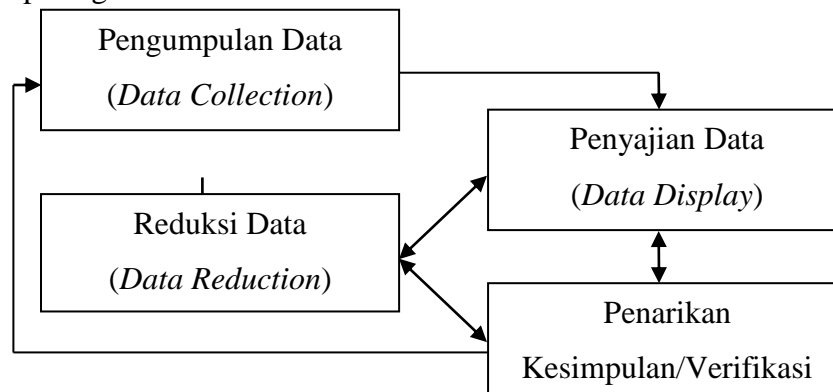 Pengumpulan Data
(Data Collection)
Penyajian Data
(Data Display)
Reduksi Data
(Data Reduction)
Penarikan
Kesimpulan/Verifikasi